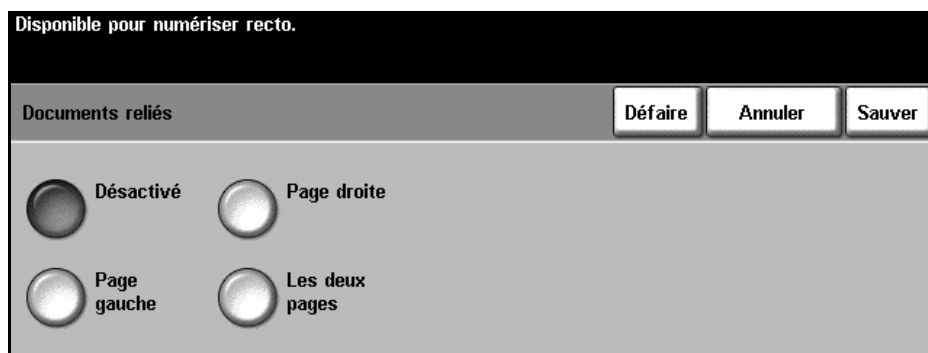 Disponible pour numériser recto.
Documents reliés
Défaire
Annuler
Sauver
Désactivé
Page droite
Page
gauche
Les deux
pages